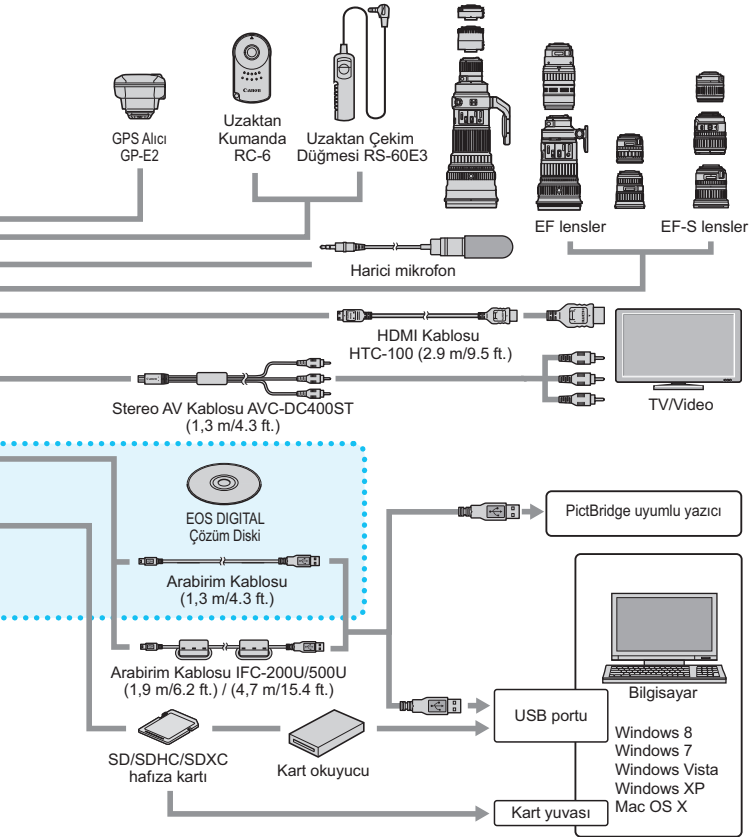 Canon
GPS Alıcı
GP-E2
Uzaktan
Kumanda
RC-6
Uzaktan Çekim
Düğmesi RS-60E3
EF lensler
EF-S lensler
Harici mikrofon
HDMI Kablosu
HTC-100 (2.9 m/9.5 ft.)
Stereo AV Kablosu AVC-DC400ST
(1,3 m/4.3 ft.)
TV/Video
EOS DIGITAL
Çözüm Diski
PictBridge uyumlu yazıcı
Arabirim Kablosu
(1,3 m/4.3 ft.)
Arabirim Kablosu IFC-200U/500U
(1,9 m/6.2 ft.) / (4,7 m/15.4 ft.)
Bilgisayar
USB portu
Windows 8
Windows 7
Windows Vista
Windows XP
Mac OS X
SD/SDHC/SDXC
hafıza kartı
Kart okuyucu
Kart yuvası